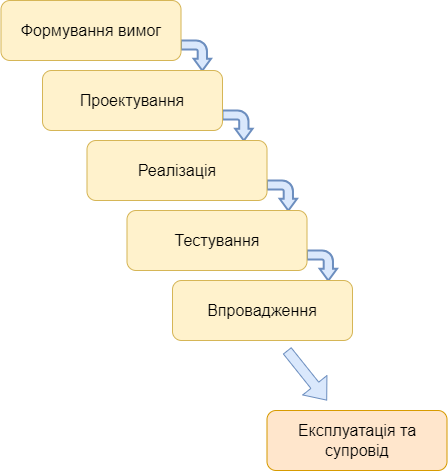 Формування вимог
Проектування
Реалізація
Тестування
Впровадження
Експлуатація та
супровід